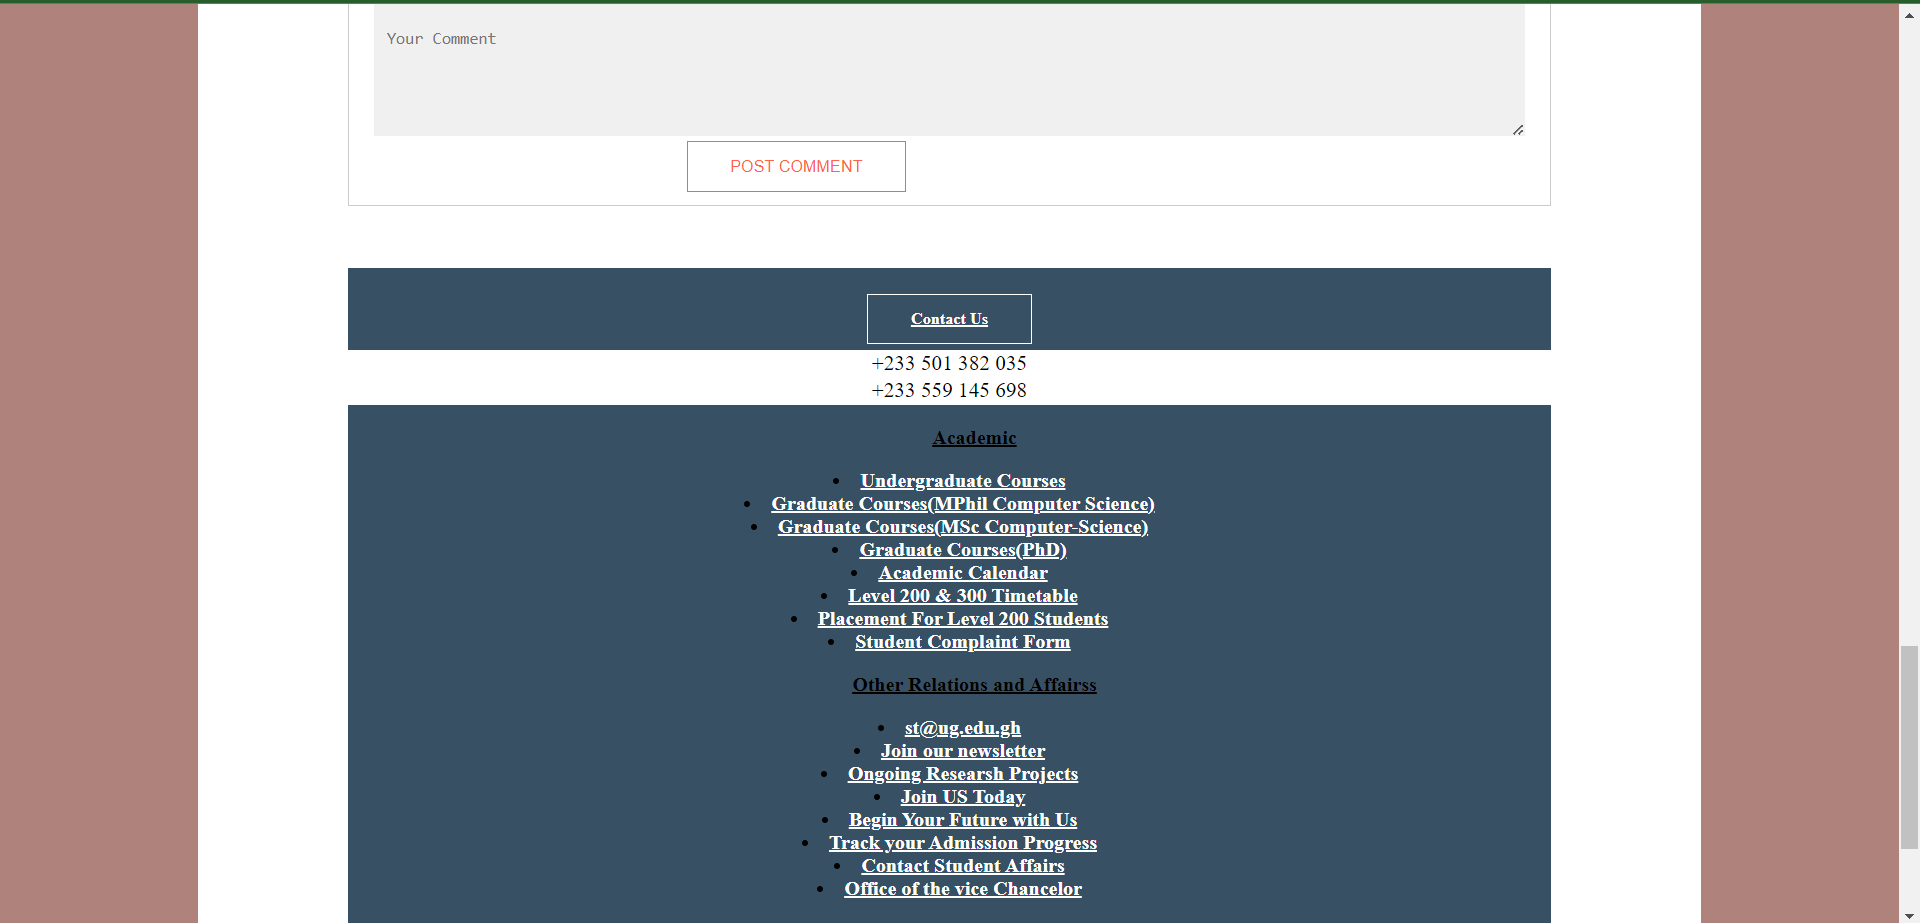 Your Comment
POST COMMENT
Contact Us
+233 501 382 035
+233 559 145 698
Academic
Undergraduate Courses
Graduate Courses(MPhil Computer Science)
Graduate Courses(MSc Computer-Science)
Graduate Courses(PhD)
Academic Calendar
Level 200 & 300 Timetable
Placement For Level 200 Students
Student Complaint Form
Other Relations and Affairss
st@ug.edu.gh
Join our newsletter
Ongoing Researsh Projects
Join US Today
Begin Your Future with Us
Track your Admission Progress
Contact Student Affairs
Office of the vice Chancelor